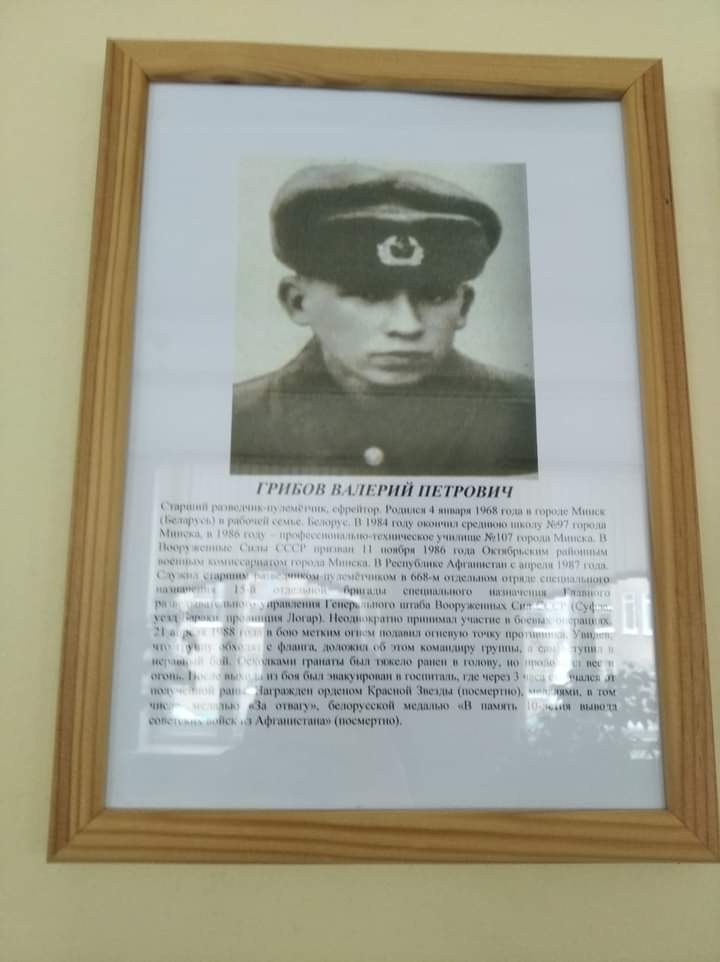 ГРИБОВ ВАЛЕРИЙ ПЕТРОВИЧ
Старший разведчик-пулемётчик, ефрейтор. Родился 4 января 1968 года в городе Минск
(Беларусь) в рабочей семье. Белорус. В 1984 году окончил среднюю школу №97 города
Минска, в 1986 году – профессионально-техническое училище №107 города Минска. В
Вооруженные Силы СССР призван 11 ноября 1986 года Октябрьским районным
военным комиссариатом города Минска. В Республике Афганистан с апреля 1987 года.
Служил старшим разведчиком-пулемётчиком в 668-м отдельном отряде специального
назначения 15-й отдельной бригады специального назначения Главного
разведывательного управления Генерального штаба Вооруженных Сил (Суфла,
уезд Бараки, провинция Логар). Неоднократно принимал участие в боевых операциях.
21 апреля 1988 года в бою метким огнем подавил огневую точку противника. Увидев,
что группу обходят с фланга, доложил об этом командиру группы, а сам вступил в
неравный бой. Осколками гранаты был тяжело ранен в голову, но продолжал вести
огонь. После выхода из боя был эвакуирован в госпиталь, где через 3 часа скончался от
полученной раны. Награжден орденом Красной Звезды (посмертно), медалями, в том
числе медалью «За отвагу», белорусской медалью «В память 10-летия вывода
советских войск из Афганистана» (посмертно).